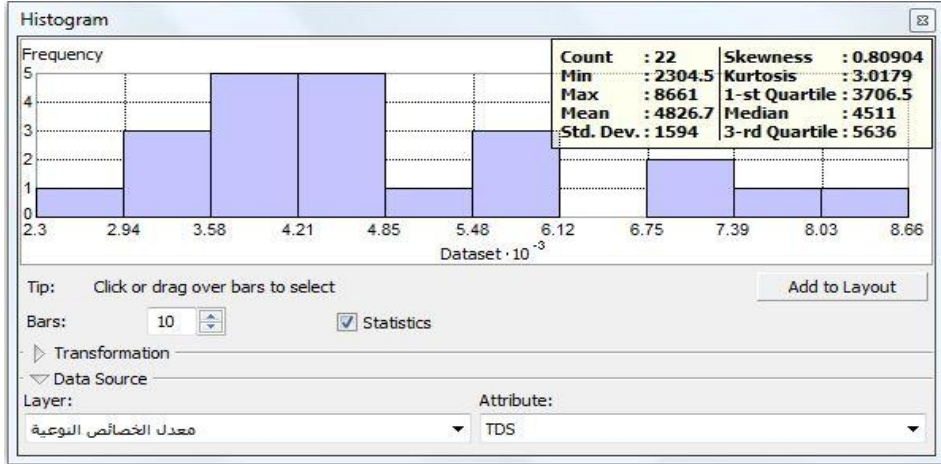 Histogram
Frequency
Count : 22 Skewness : 0.80904
Min : 2304.5 Kurtosis : 3.0179
Max : 8661 1-st Quartile : 3706.5
Mean : 4826.7 Median : 4511
Std. Dev. : 1594 3-rd Quartile : 5636
5
4
3
2
1
0
2.3 2.94 3.58 4.21 4.85 5.48 6.12 6.75 7.39 8.03 8.66
Dataset · 10 -3
Tip: Click or drag over bars to select Add to Layout
Bars: 10 Statistics
Transformation
Data Source
Layer: Attribute:
معدل الخصائص النوعية TDS